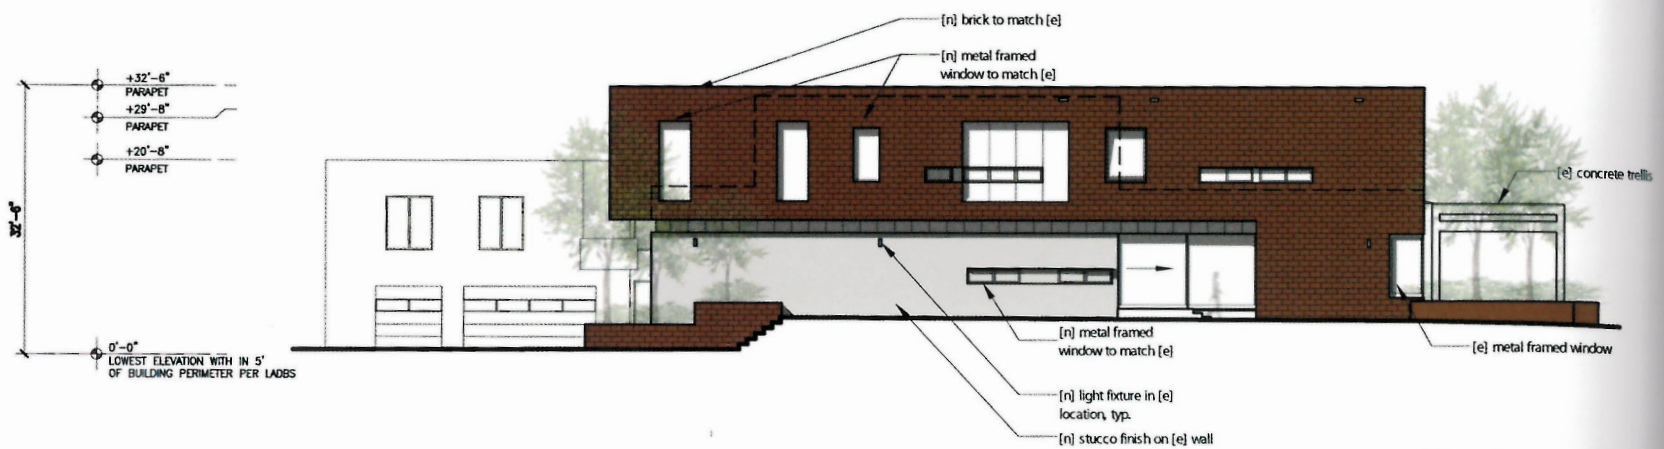 [n] brick to match [e]
[n] metal framed
window to match [e]
+32'-6"
PARAPET
+29'-8"
PARAPET
+20'-8"
PARAPET
32'-6"
[e] concrete trellis
0'-0"
LOWEST ELEVATION WITH IN 5'
OF BUILDING PERIMETER PER LADBS
[n] metal framed
window to match [e]
[e] metal framed window
[n] light fixture in [e]
location, typ.
[n] stucco finish on [e] wall